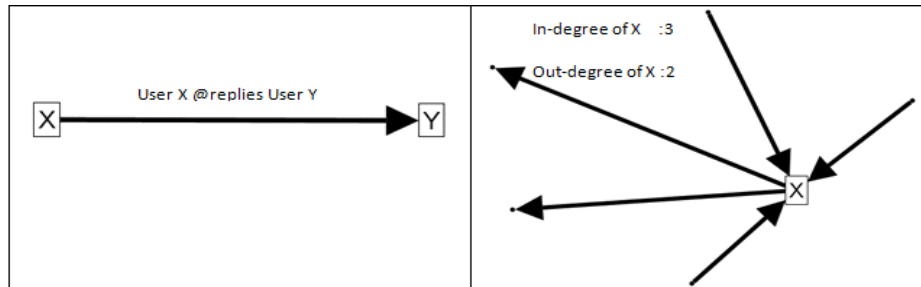 User X @replies User Y
X
Y
In-degree of X :3
Out-degree of X :2
X